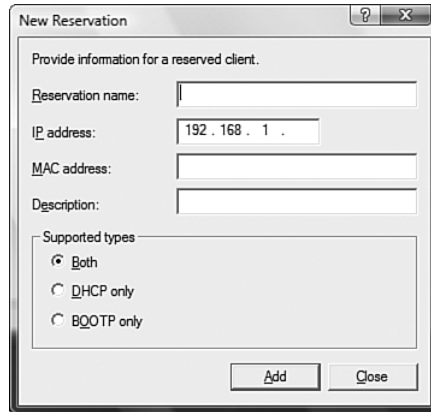 New Reservation
Provide information for a reserved client.
Reservation name:
IP address: 192 . 168 . 1 .
MAC address:
Description:
Supported types
Both
DHCP only
BOOTP only
Add Close